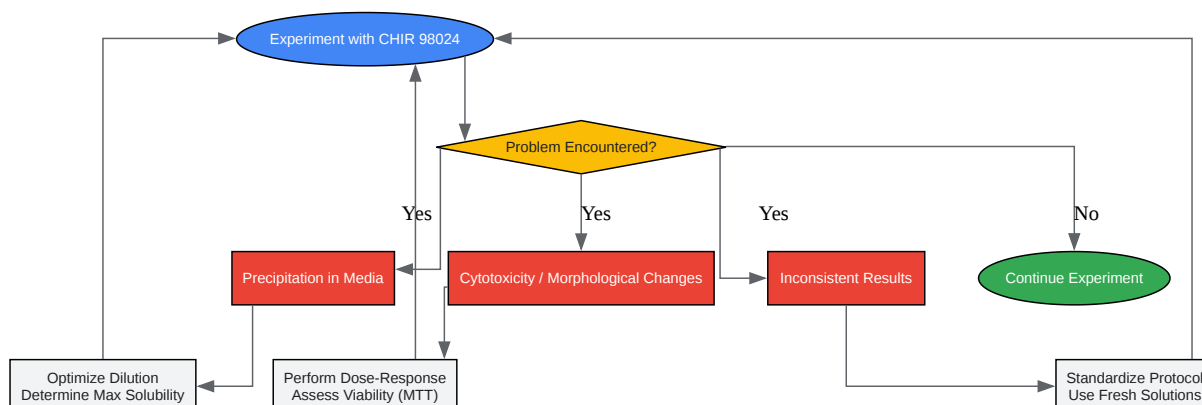 Experiment with CHIR 98024
Problem Encountered?
Yes
Yes
Yes
No
Precipitation in Media
Cytotoxicity / Morphological Changes
Inconsistent Results
Continue Experiment
Optimize Dilution
Determine Max Solubility
Perform Dose-Response
Assess Viability (MTT)
Standardize Protocol
Use Fresh Solutions